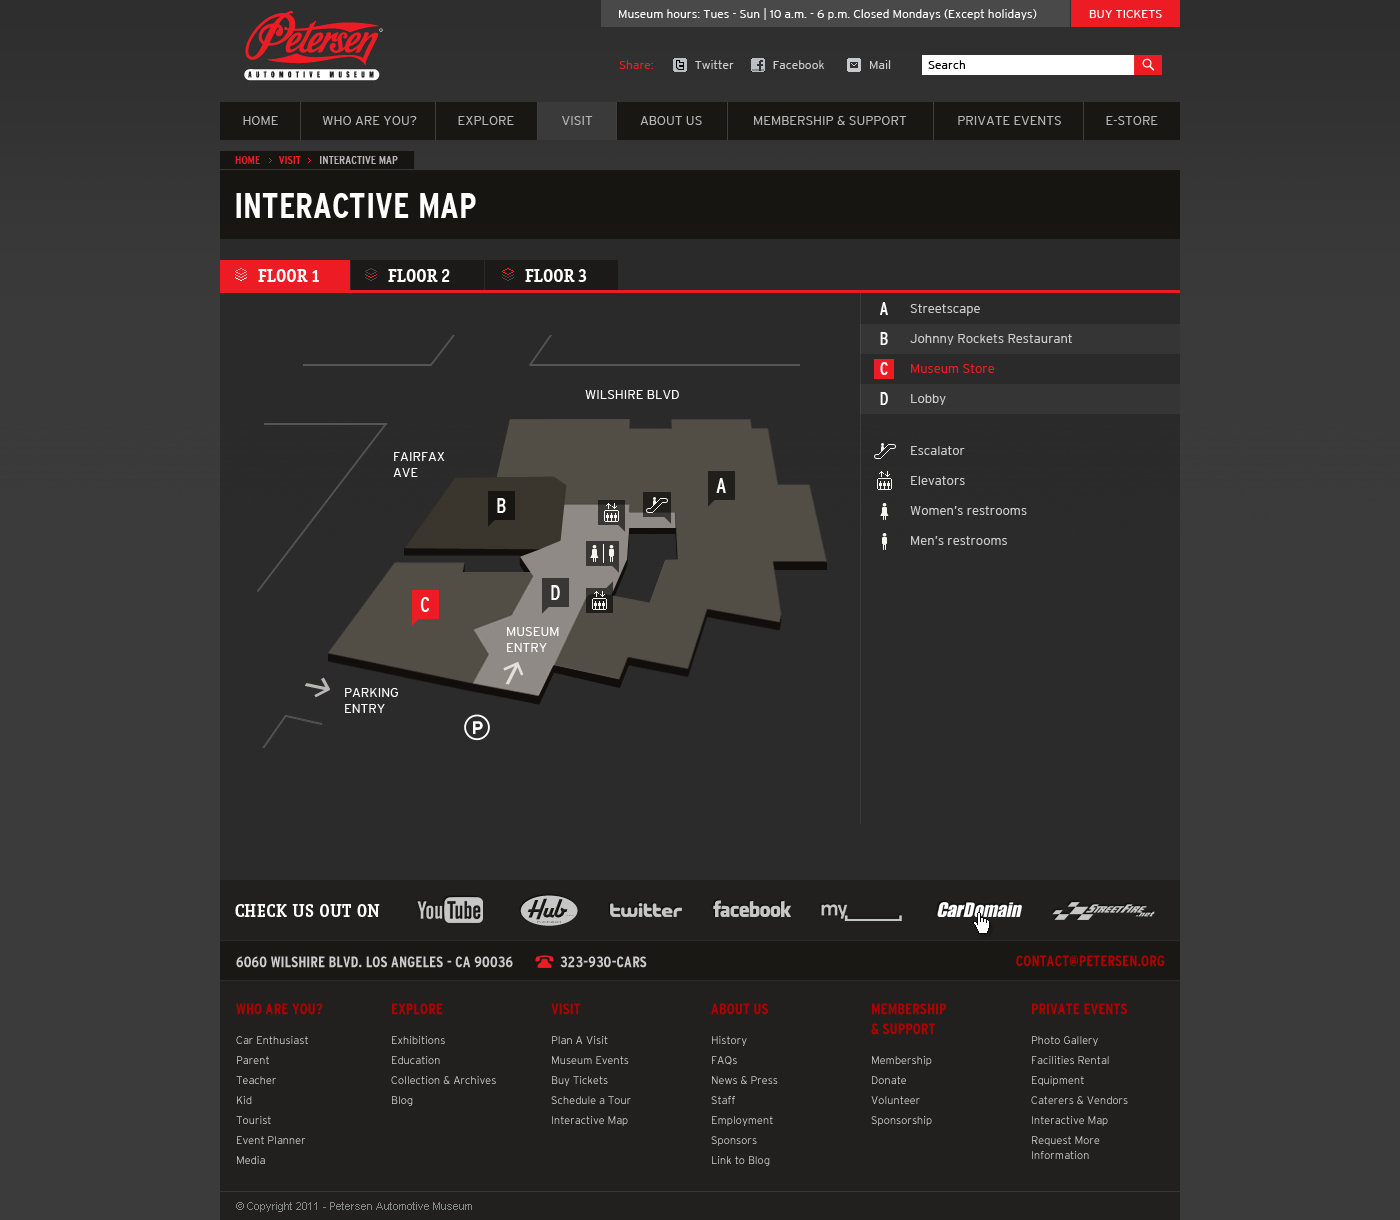 Petersen
AUTOMOTIVE MUSEUM
Museum hours: Tues - Sun | 10 a.m. - 6 p.m. Closed Mondays (Except holidays)
BUY TICKETS
Share:
Twitter
Facebook
Mail
Search
HOME
WHO ARE YOU?
EXPLORE
VISIT
ABOUT US
MEMBERSHIP & SUPPORT
PRIVATE EVENTS
E-STORE
HOME > VISIT > INTERACTIVE MAP
INTERACTIVE MAP
FLOOR 1
FLOOR 2
FLOOR 3
WILSHIRE BLVD
FAIRFAX
AVE
A
B
C
D
MUSEUM
ENTRY
PARKING
ENTRY
P
A Streetscape
B Johnny Rockets Restaurant
C Museum Store
D Lobby
Escalator
Elevators
Women's restrooms
Men's restrooms
CHECK US OUT ON
YouTube
Hub
twitter
facebook
my
CarDomain
STREETFIRE.net
6060 WILSHIRE BLVD. LOS ANGELES - CA 90036
323-930-CARS
CONTACT@PETERSEN.ORG
WHO ARE YOU?
Car Enthusiast
Parent
Teacher
Kid
Tourist
Event Planner
Media
EXPLORE
Exhibitions
Education
Collection & Archives
Blog
VISIT
Plan A Visit
Museum Events
Buy Tickets
Schedule a Tour
Interactive Map
ABOUT US
History
FAQs
News & Press
Staff
Employment
Sponsors
Link to Blog
MEMBERSHIP
& SUPPORT
Membership
Donate
Volunteer
Sponsorship
PRIVATE EVENTS
Photo Gallery
Facilities Rental
Equipment
Caterers & Vendors
Interactive Map
Request More
Information
© Copyright 2011 - Petersen Automotive Museum